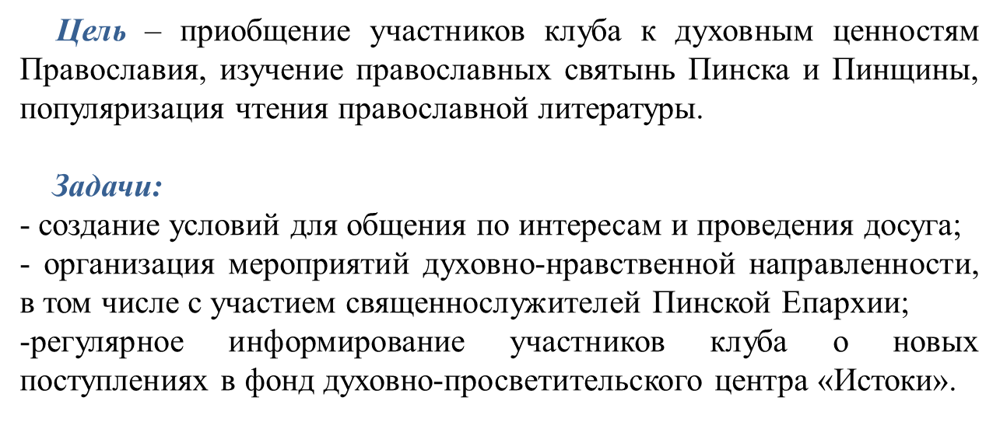 Цель – приобщение участников клуба к духовным ценностям
Православия, изучение православных святынь Пинска и Пинщины,
популяризация чтения православной литературы.
Задачи:
- создание условий для общения по интересам и проведения досуга;
- организация мероприятий духовно-нравственной направленности,
в том числе с участием священнослужителей Пинской Епархии;
-регулярное информирование участников клуба о новых
поступлениях в фонд духовно-просветительского центра «Истоки».